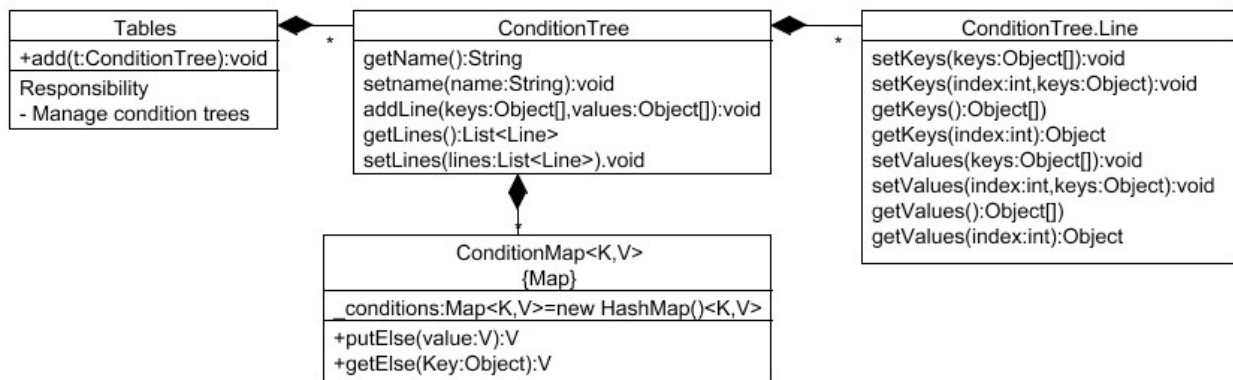 Tables
+add(t:ConditionTree):void
Responsibility
- Manage condition trees
*
ConditionTree
getName():String
setname(name:String):void
addLine(keys:Object[],values:Object[]):void
getLines():List<Line>
setLines(lines:List<Line>).void
*
ConditionTree.Line
setKeys(keys:Object[]):void
setKeys(index:int,keys:Object):void
getKeys():Object[])
getKeys(index:int):Object
setValues(keys:Object[]):void
setValues(index:int,keys:Object):void
getValues():Object[])
getValues(index:int):Object
*
ConditionMap<K,V>
{Map}
_conditions:Map<K,V>=new HashMap()<K,V>
+putElse(value:V):V
+getElse(Key:Object):V